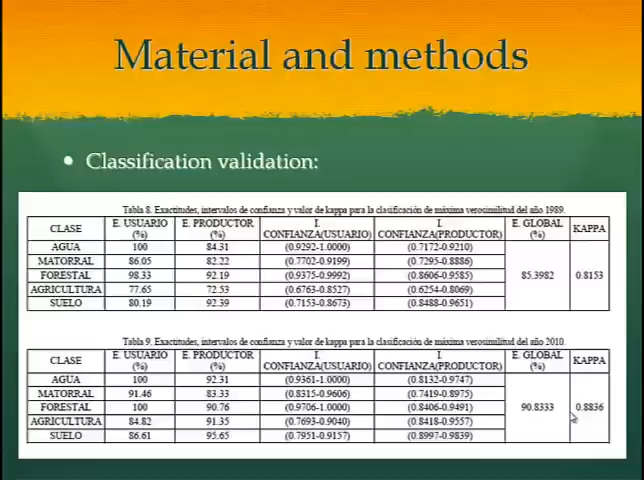 Material and methods
• Classification validation:
Tabla 8. Exactitudes, intervalos de confianza y valor de kappa para la clasificación de máxima verosimilitud del año 1989.
CLASE E. USUARIO (%) E. PRODUCTOR (%) I. CONFIANZA(USUARIO) I. CONFIANZA(PRODUCTOR) E. GLOBAL (%) KAPPA
AGUA 100 84.31 (0.9292-1.0000) (0.7172-0.9210)
MATORRAL 86.05 82.22 (0.7702-0.9199) (0.7295-0.8886)
FORESTAL 98.33 92.19 (0.9375-0.9992) (0.8606-0.9585) 85.3982 0.8153
AGRICULTURA 77.65 72.53 (0.6763-0.8527) (0.6254-0.8069)
SUELO 80.19 92.39 (0.7153-0.8673) (0.8488-0.9651)
Tabla 9. Exactitudes, intervalos de confianza y valor de kappa para la clasificación de máxima verosimilitud del año 2010.
CLASE E. USUARIO (%) E. PRODUCTOR (%) I. CONFIANZA(USUARIO) I. CONFIANZA(PRODUCTOR) E. GLOBAL (%) KAPPA
AGUA 100 92.31 (0.9361-1.0000) (0.8132-0.9747)
MATORRAL 91.46 83.33 (0.8315-0.9606) (0.7419-0.8975)
FORESTAL 100 90.76 (0.9706-1.0000) (0.8406-0.9491) 90.8333 0.8836
AGRICULTURA 84.82 91.35 (0.7693-0.9040) (0.8418-0.9557)
SUELO 86.61 95.65 (0.7951-0.9157) (0.8997-0.9839)